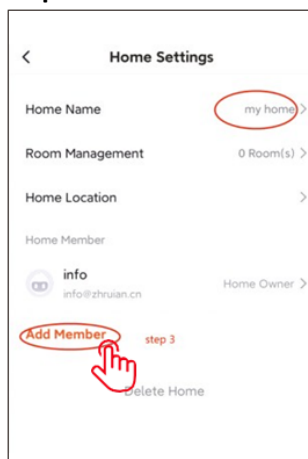 Home Settings
Home Name my home
Room Management 0 Room(s)
Home Location
Home Member
info
info@zhruian.cn Home Owner
Add Member step 3
Delete Home